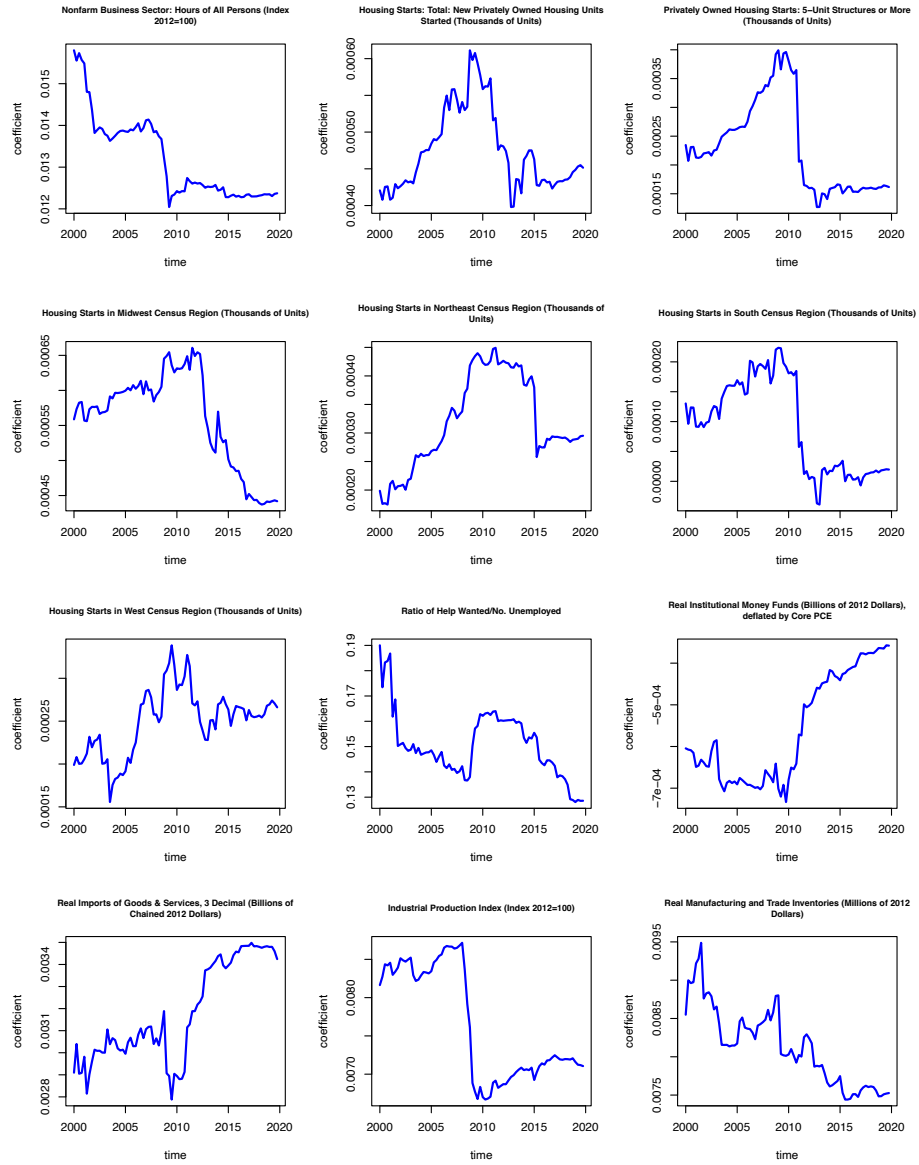 Nonfarm Business Sector: Hours of All Persons (Index
2012=100)
coefficient
0.012 0.013 0.014 0.015
2000 2005 2010 2015 2020
time
Housing Starts: Total: New Privately Owned Housing Units
Started (Thousands of Units)
coefficient
0.00040 0.00050 0.00060
2000 2005 2010 2015 2020
time
Privately Owned Housing Starts: 5−Unit Structures or More
(Thousands of Units)
coefficient
0.00015 0.00025 0.00035
2000 2005 2010 2015 2020
time
Housing Starts in Midwest Census Region (Thousands of Units)
coefficient
0.00045 0.00055 0.00065
2000 2005 2010 2015 2020
time
Housing Starts in Northeast Census Region (Thousands of
Units)
coefficient
0.00020 0.00030 0.00040
2000 2005 2010 2015 2020
time
Housing Starts in South Census Region (Thousands of Units)
coefficient
0.00000 0.00010 0.00020
2000 2005 2010 2015 2020
time
Housing Starts in West Census Region (Thousands of Units)
coefficient
0.00015 0.00025
2000 2005 2010 2015 2020
time
Ratio of Help Wanted/No. Unemployed
coefficient
0.13 0.15 0.17 0.19
2000 2005 2010 2015 2020
time
Real Institutional Money Funds (Billions of 2012 Dollars),
deflated by Core PCE
coefficient
−7e−04 −5e−04
2000 2005 2010 2015 2020
time
Real Imports of Goods & Services, 3 Decimal (Billions of
Chained 2012 Dollars)
coefficient
0.0028 0.0031 0.0034
2000 2005 2010 2015 2020
time
Industrial Production Index (Index 2012=100)
coefficient
0.0070 0.0080
2000 2005 2010 2015 2020
time
Real Manufacturing and Trade Inventories (Millions of 2012
Dollars)
coefficient
0.0075 0.0085 0.0095
2000 2005 2010 2015 2020
time